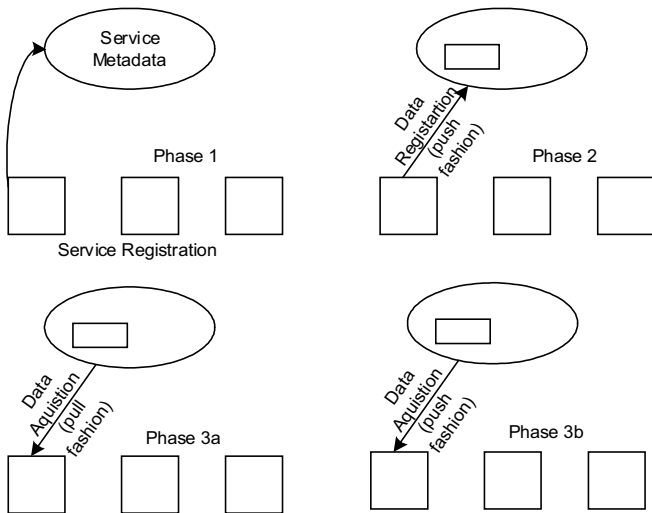 Service
Metadata
Phase 1
Service Registration
Data
Registartion
(push
fashion)
Phase 2
Data
Aquistion
(pull
fashion)
Phase 3a
Data
Aquistion
(push
fashion)
Phase 3b